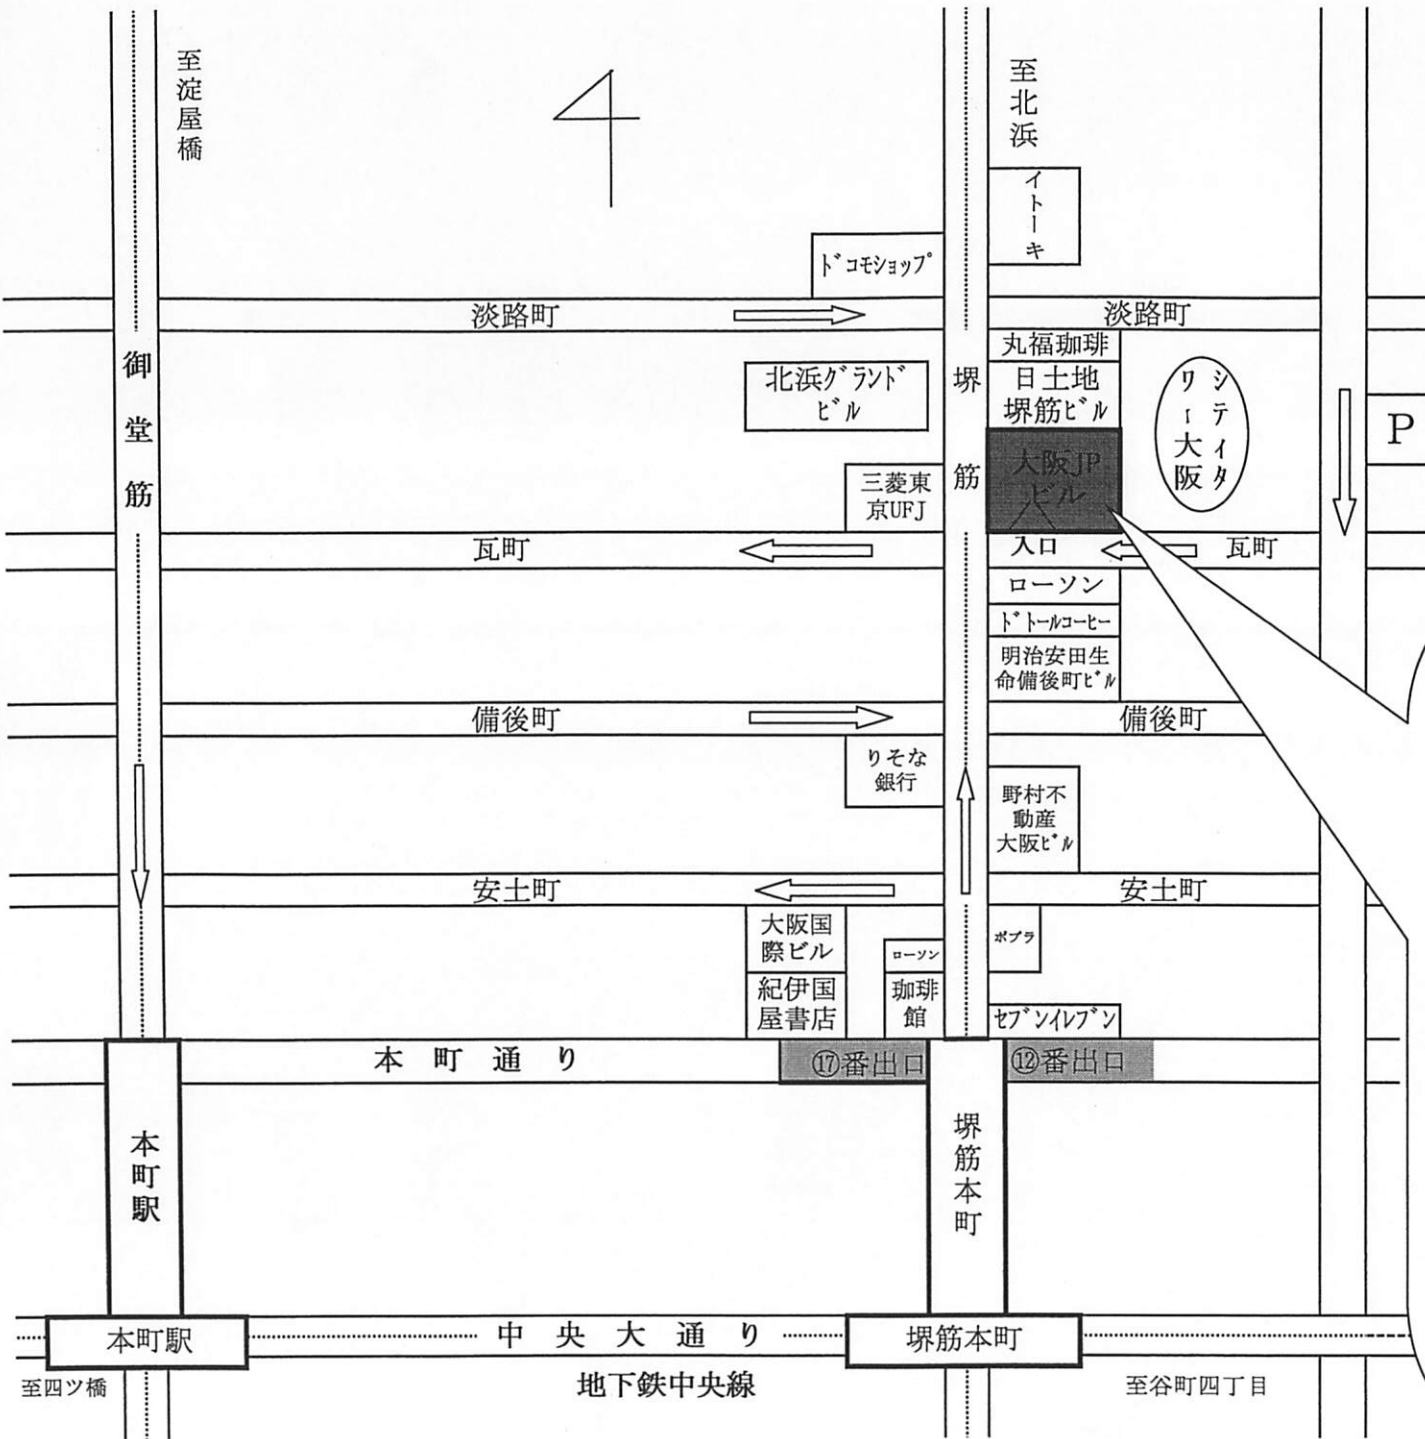 至淀屋橋
至北浜
イトーキ
ドコモショップ
淡路町
淡路町
御堂筋
堺筋
丸福珈琲
北浜グランド
ビル
日土地
堺筋ビル
シティタ
ワー大阪
P
大阪JP
ビル
三菱東
京UFJ
瓦町
入口
瓦町
ローソン
ドトールコーヒー
明治安田生
命備後町ビル
備後町
備後町
りそな
銀行
野村不
動産
大阪ビル
安土町
安土町
大阪国
際ビル
ローソン
ポプラ
紀伊国
屋書店
珈琲
館
セブンイレブン
本町通り
⑰番出口
⑫番出口
本町駅
堺筋本町
本町駅
中央大通り
堺筋本町
至四ツ橋
地下鉄中央線
至谷町四丁目